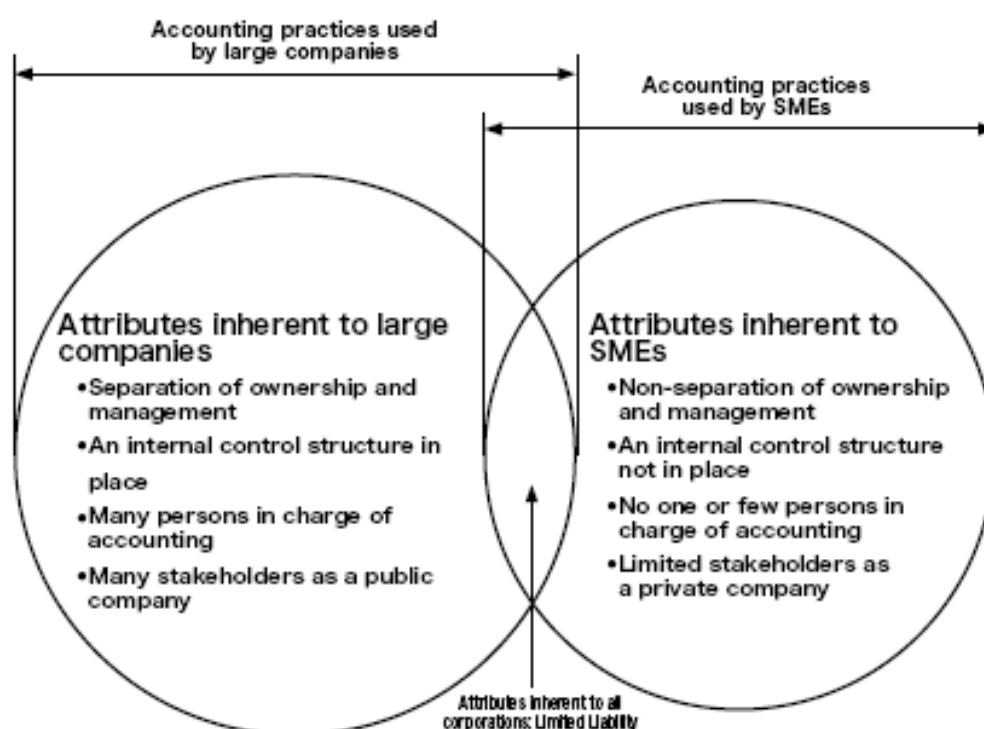 Accounting practices used
by large companies
Accounting practices
used by SMEs
Attributes inherent to large
companies
•Separation of ownership and
management
•An internal control structure in
place
•Many persons in charge of
accounting
•Many stakeholders as a public
company
Attributes inherent to
SMEs
•Non-separation of ownership
and management
•An internal control structure
not in place
•No one or few persons in
charge of accounting
•Limited stakeholders as
a private company
Attributes inherent to all
corporations: Limited Liability